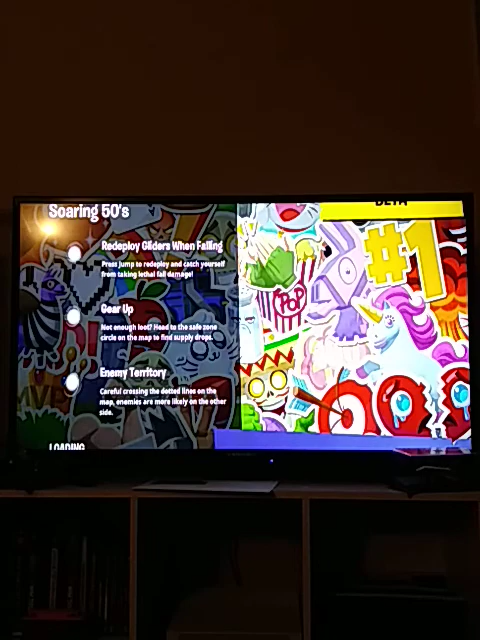 Soaring 50's
BETA
Redeploy Gliders When Falling
Press jump to redeploy and catch yourself
from taking lethal fall damage!
#1
POP
Gear Up
Not enough loot? Head to the safe zone
circle on the map to find supply drops.
Enemy Territory
Careful crossing the dotted lines on the
map, enemies are more likely on the other
side.
LOADING